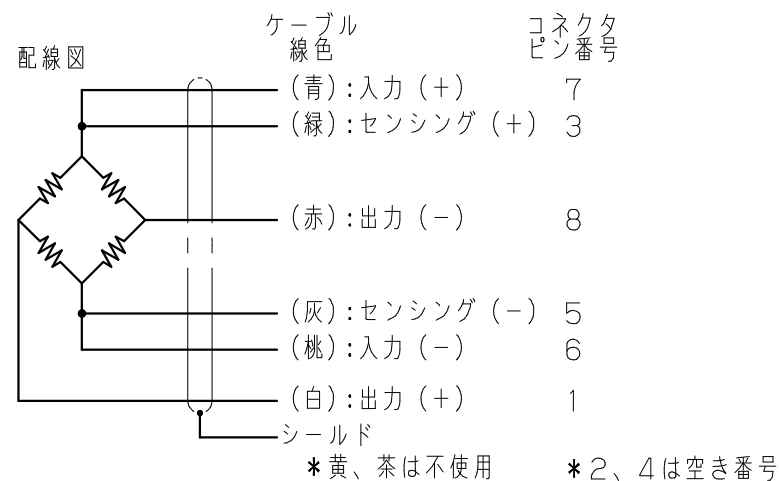 配線図
ケーブル
線色
コネクタ
ピン番号
(青):入力(+) 7
(緑):センシング(+) 3
(赤):出力(−) 8
(灰):センシング(−) 5
(桃):入力(−) 6
(白):出力(+) 1
シールド
*黄、茶は不使用 *2、4は空き番号